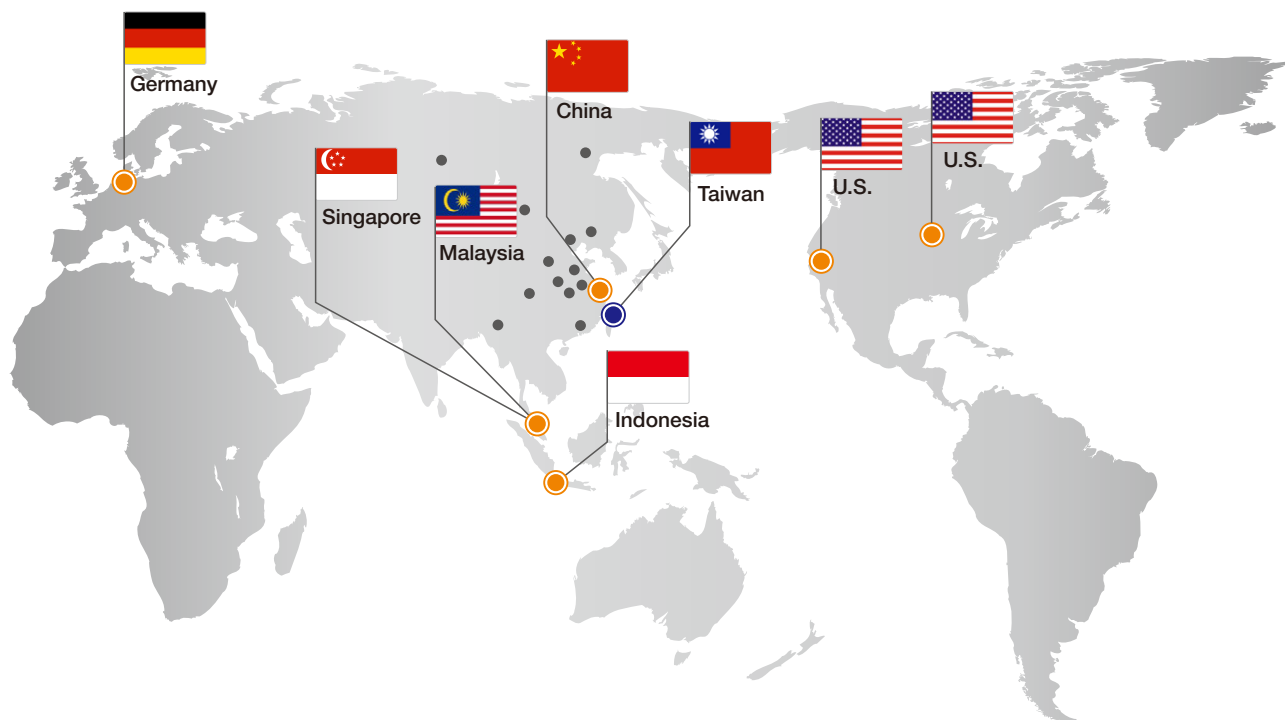 Germany
China
U.S.
U.S.
Taiwan
Singapore
Malaysia
Indonesia